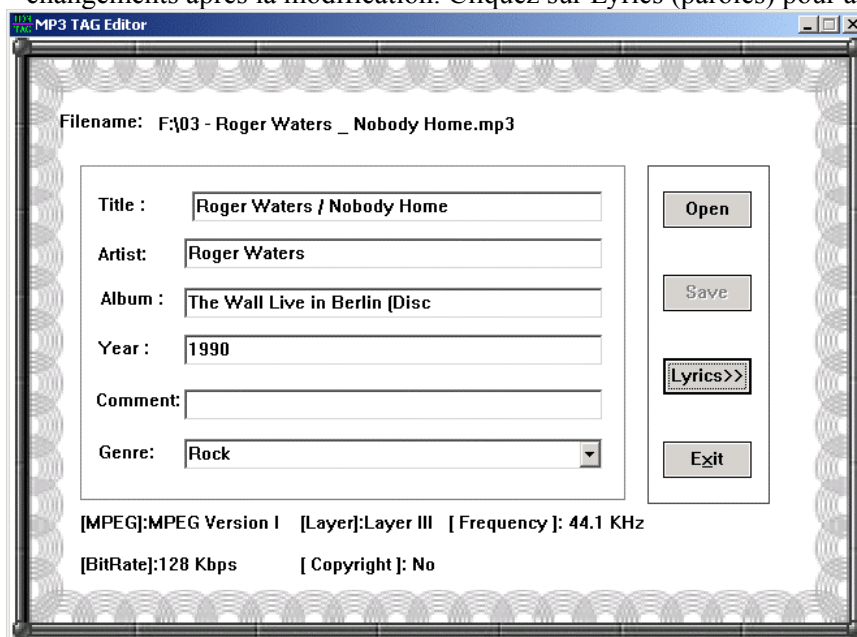 changements après la modification. Cliquez sur Lyrics (paroles) pour a
MP3 TAG Editor
Filename: F:\03 - Roger Waters _ Nobody Home.mp3
Title : Roger Waters / Nobody Home
Open
Artist: Roger Waters
Album : The Wall Live in Berlin (Disc
Save
Year : 1990
Lyrics>>
Comment:
Genre: Rock
Exit
[MPEG]:MPEG Version I [Layer]:Layer III [ Frequency ]: 44.1 KHz
[BitRate]:128 Kbps [ Copyright ]: No